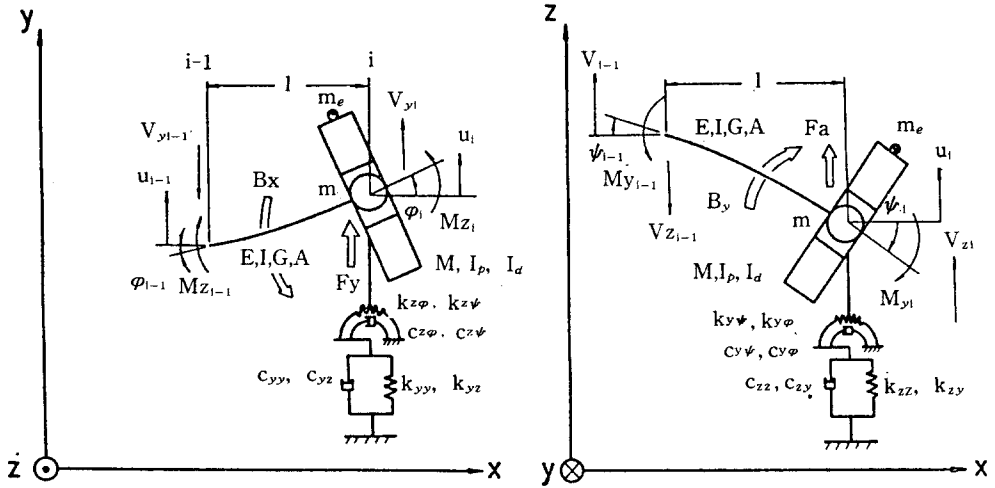 y
i-1
i
l
m_e
V_yi-1
V_yi
u_i
u_i-1
Bx
m
φ_i
Mz_i
E,I,G,A
φ_i-1
Mz_i-1
Fy
M, I_p, I_d
k_zφ, k_zψ
c_zφ, c_zψ
c_yy, c_yz
k_yy, k_yz
z
x
z
V_i-1
l
E,I,G,A
Fa
m_e
u_i
ψ_i-1
My_i-1
B_y
m
ψ_i
Vz_i-1
V_zi
M,I_p, I_d
M_yi
k_yψ, k_yφ
c_yψ, c_yφ
c_zz, c_zy
k_zz, k_zy
y
x